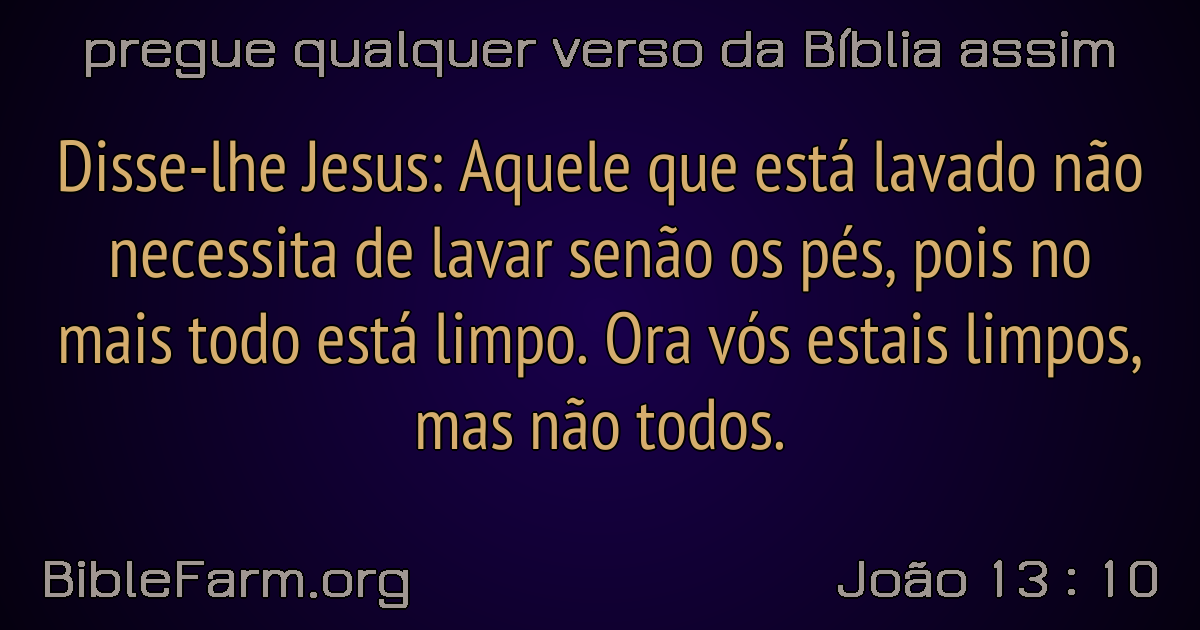 pregue qualquer verso da Bíblia assim
Disse-lhe Jesus: Aquele que está lavado não
necessita de lavar senão os pés, pois no
mais todo está limpo. Ora vós estais limpos,
mas não todos.
BibleFarm.org
João 13 : 10